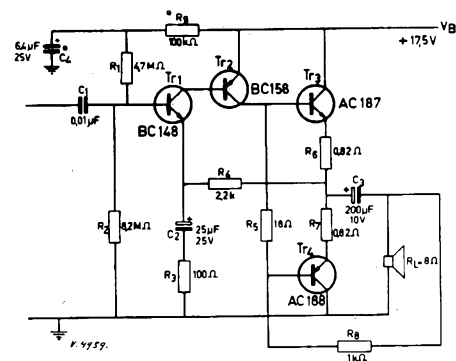 * R9
100kΩ
VB
+ 17,5V
6.4µF
25V
*
C4
R1
4,7MΩ
Tr1
Tr2
BC158
Tr3
C1
0,01µF
BC148
AC 187
R6
0,82Ω
R4
2,2k
C3
+
200µF
10V
R2
8,2MΩ
+
C2
25µF
25V
R5
18Ω
R7
0,82Ω
RL=8Ω
R3
100Ω
Tr4
AC188
R8
1kΩ
V.4959.